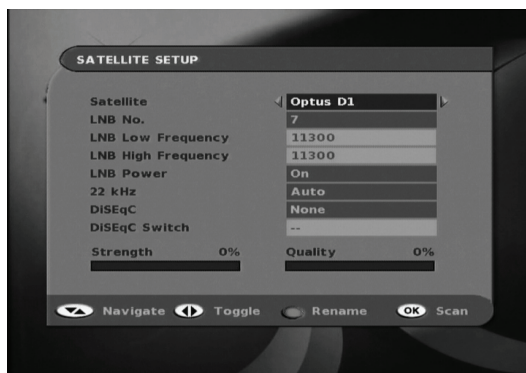 SATELLITE SETUP
Satellite Optus D1
LNB No. 7
LNB Low Frequency 11300
LNB High Frequency 11300
LNB Power On
22 kHz Auto
DiSEqC None
DiSEqC Switch --
Strength 0% Quality 0%
Navigate Toggle Rename OK Scan